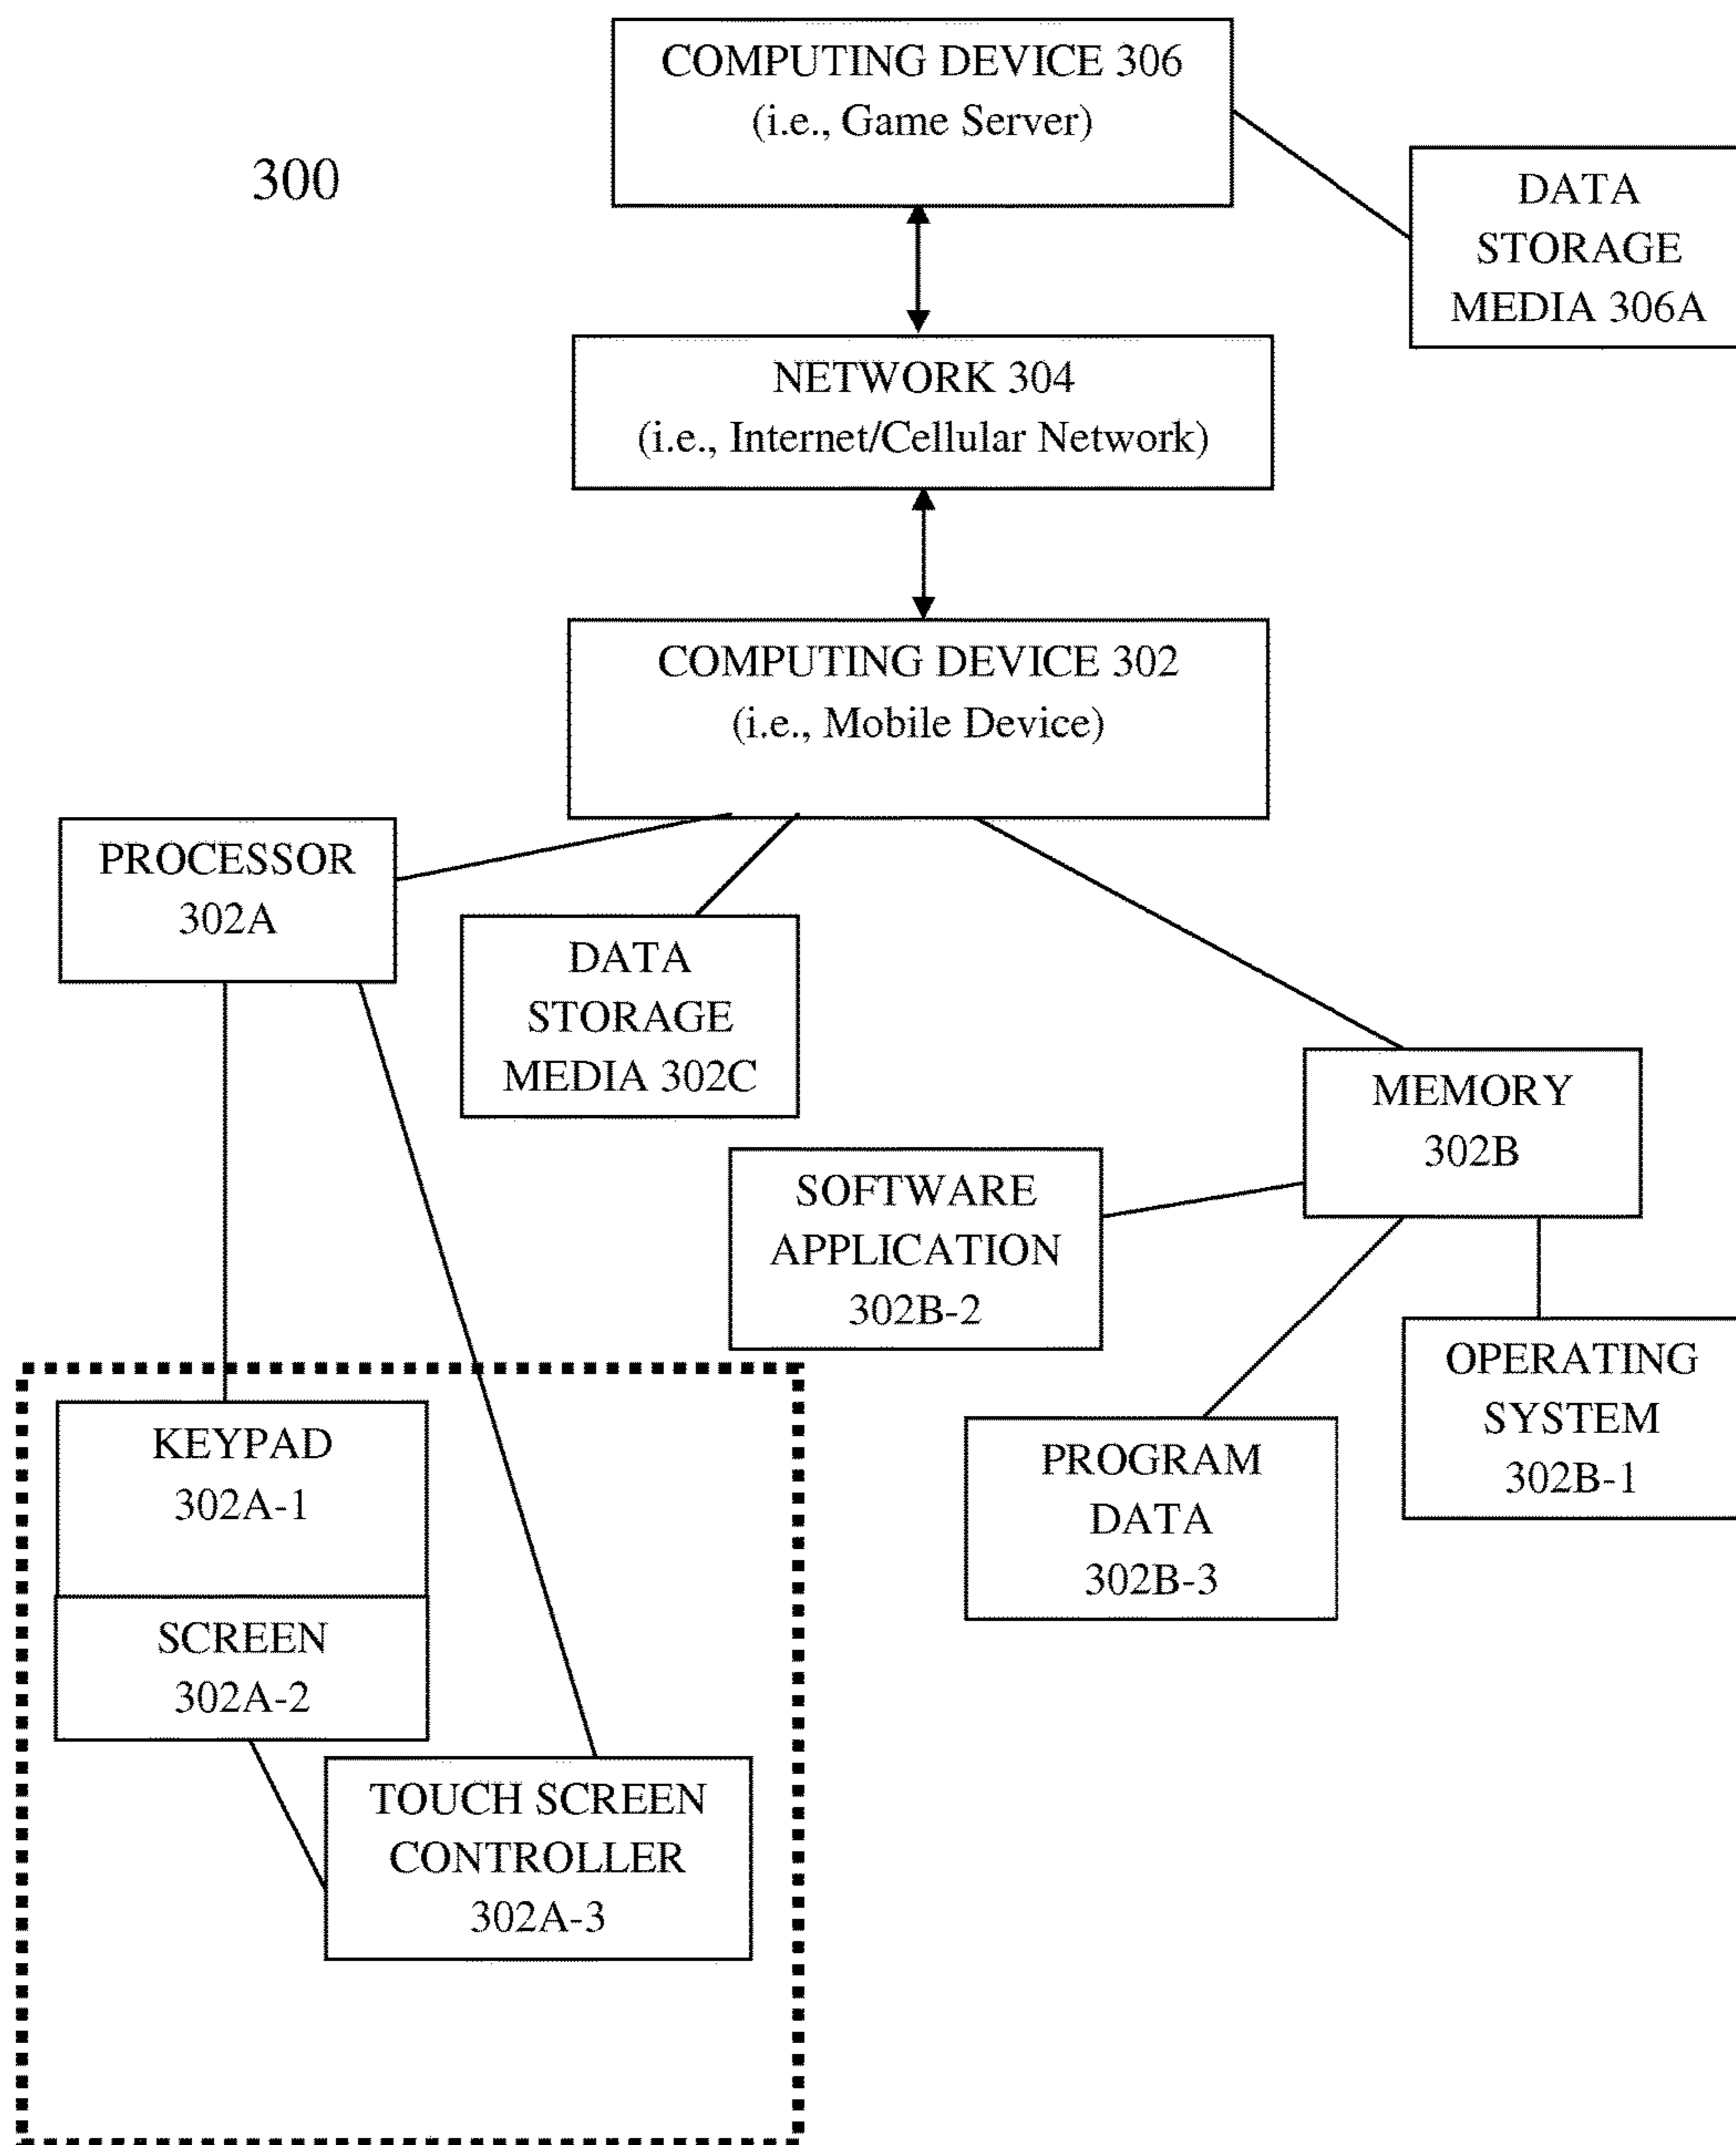 COMPUTING DEVICE 306
(i.e., Game Server)
300
DATA
STORAGE
MEDIA 306A
NETWORK 304
(i.e., Internet/Cellular Network)
COMPUTING DEVICE 302
(i.e., Mobile Device)
PROCESSOR
302A
DATA
STORAGE
MEDIA 302C
MEMORY
302B
SOFTWARE
APPLICATION
302B-2
OPERATING
SYSTEM
302B-1
PROGRAM
DATA
302B-3
KEYPAD
302A-1
SCREEN
302A-2
TOUCH SCREEN
CONTROLLER
302A-3